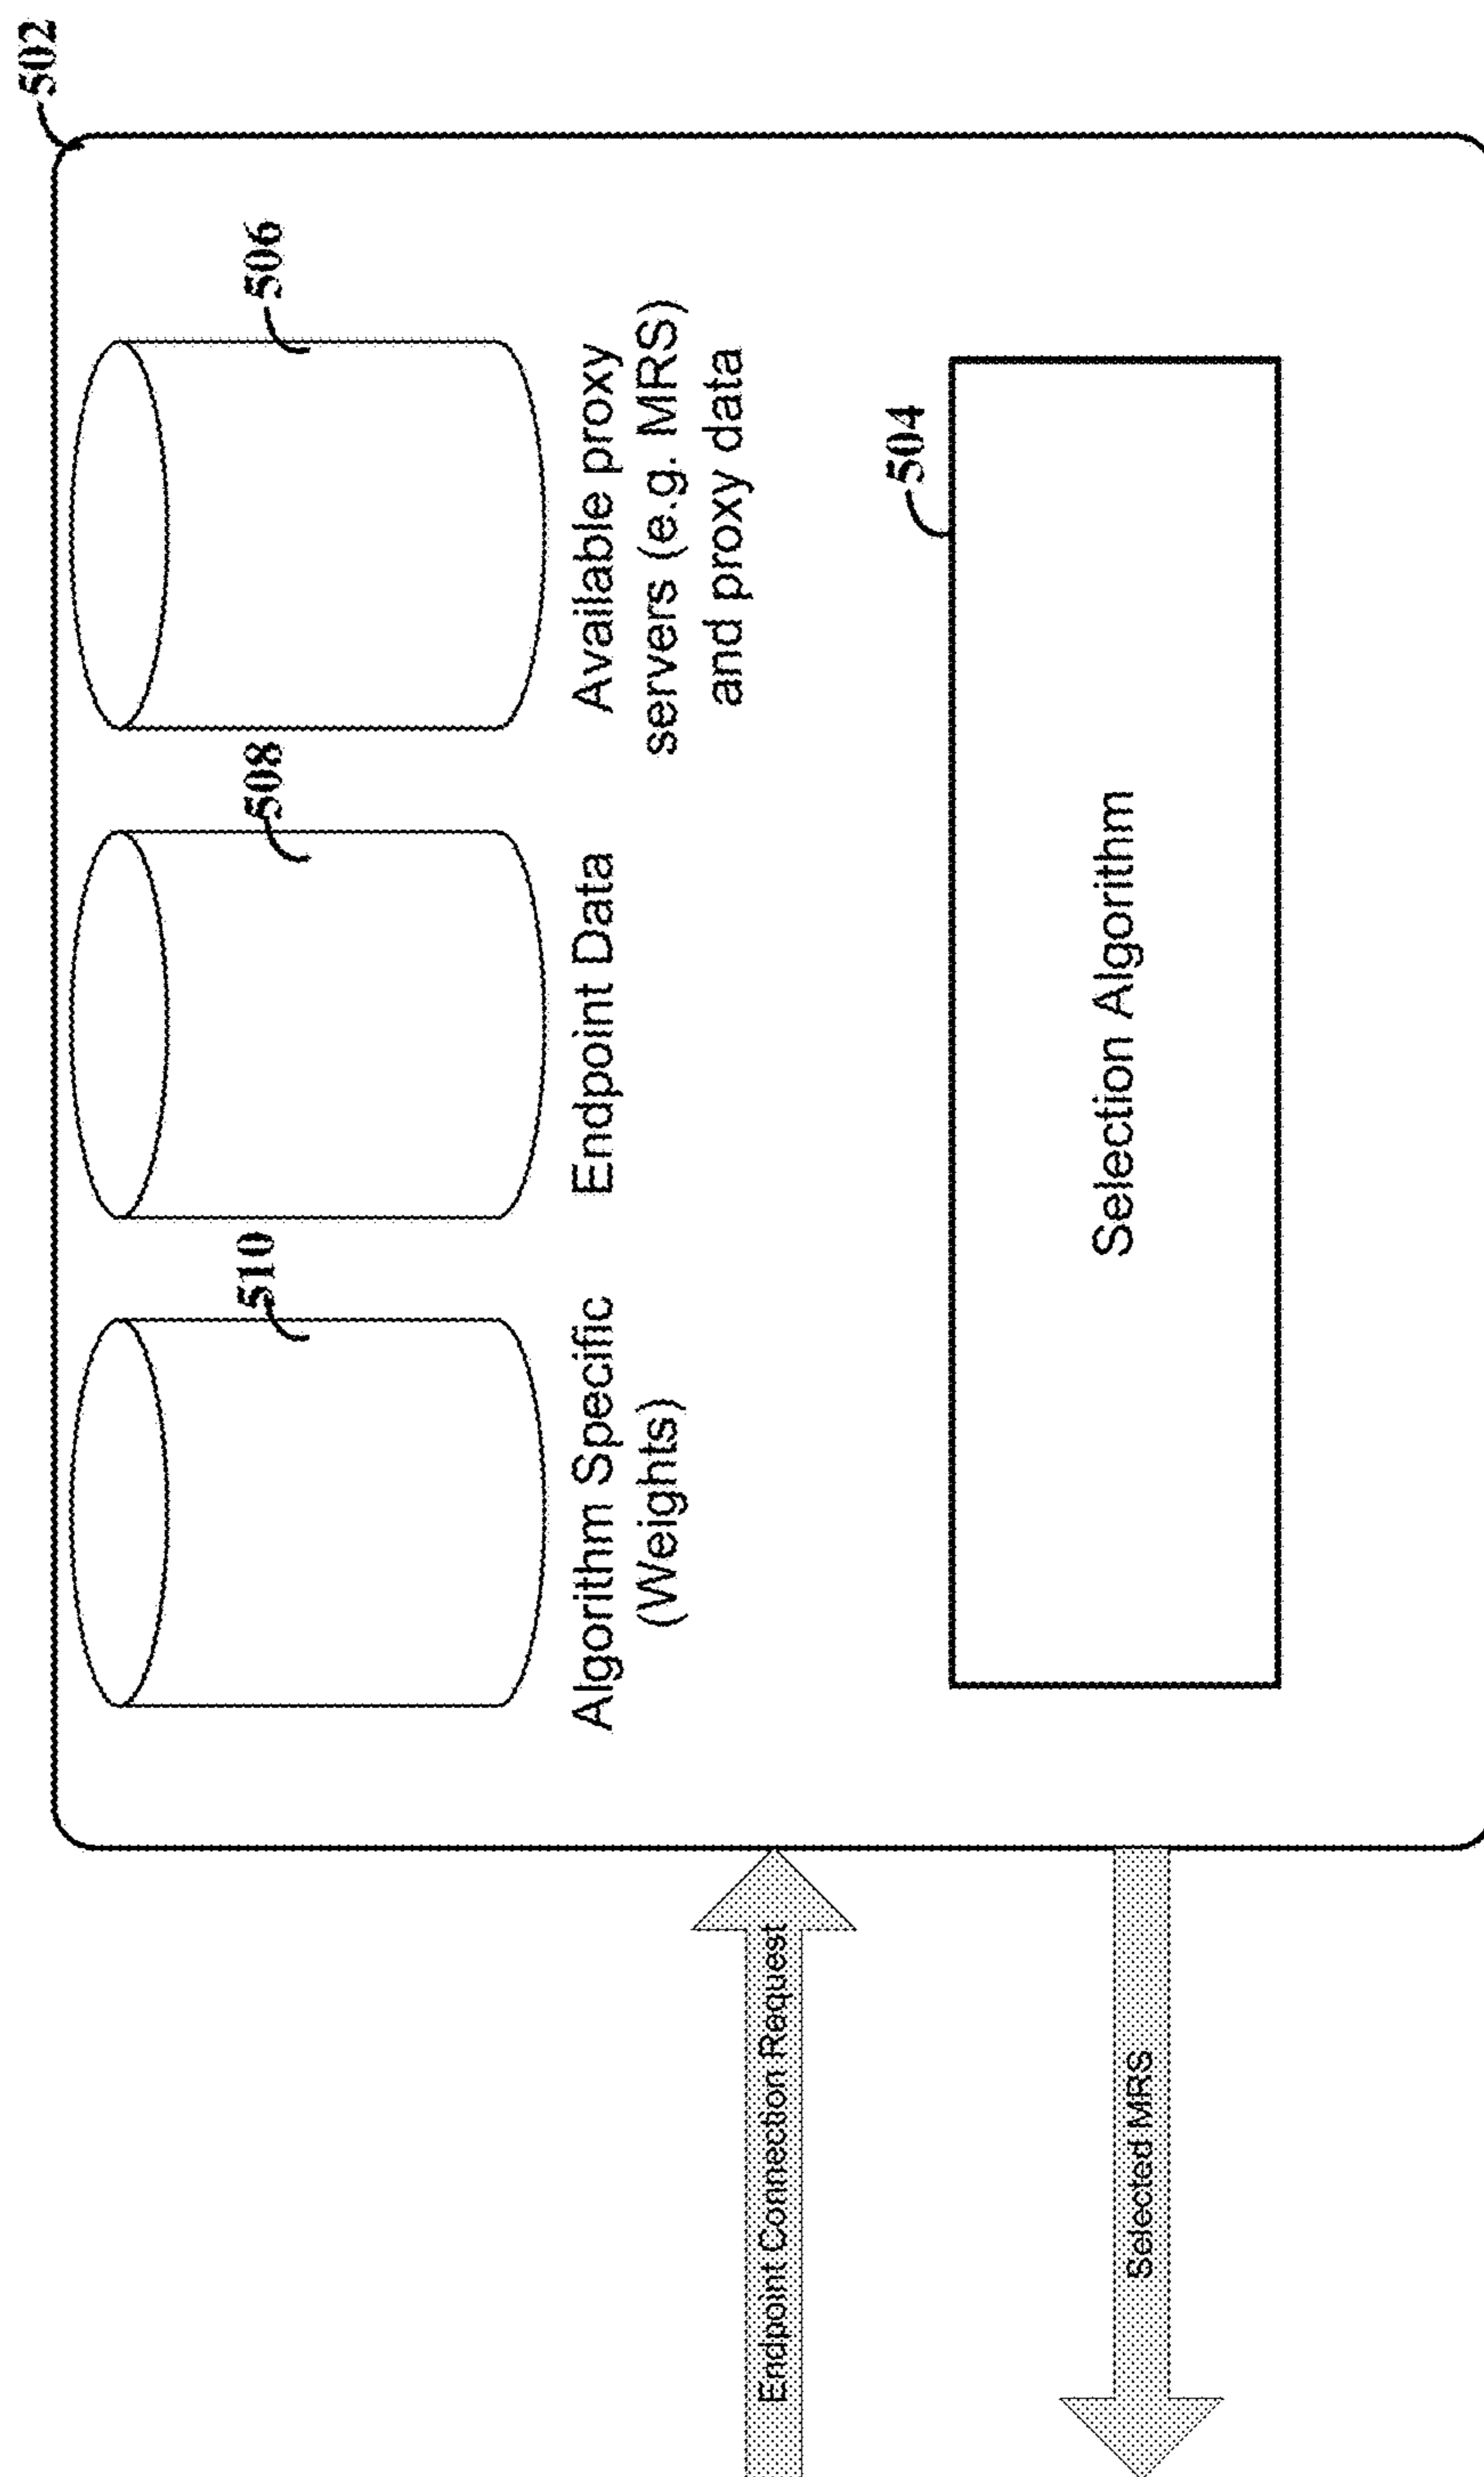 502
510
508
506
Algorithm Specific
(Weights)
Endpoint Data
Available proxy
servers (e.g. MRS)
and proxy data
504
Selection Algorithm
Endpoint Connection Request
Selected MRS